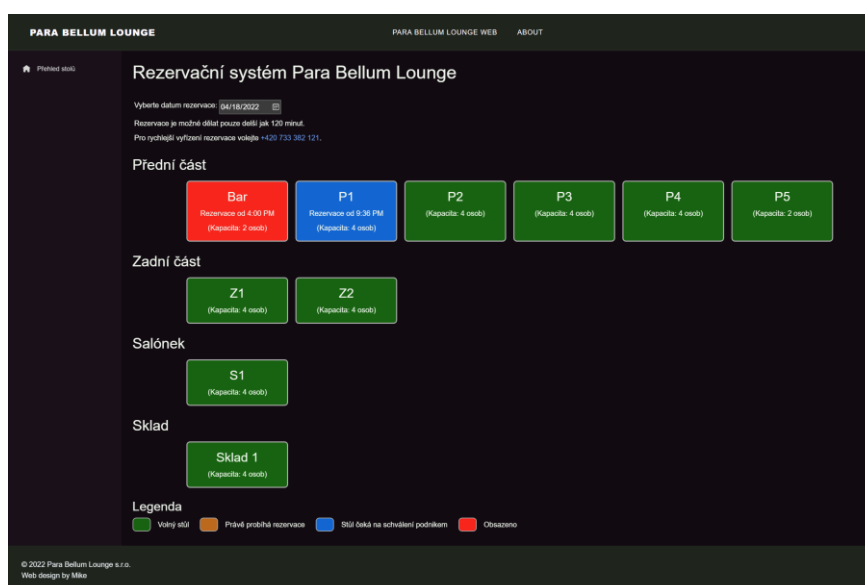 PARA BELLUM LOUNGE
PARA BELLUM LOUNGE WEB ABOUT
Přehled stolů
Rezervační systém Para Bellum Lounge
Vyberte datum rezervace: 04/18/2022
Rezervace je možné dělat pouze delší jak 120 minut.
Pro rychlejší vyřízení rezervace volejte +420 733 382 121.
Přední část
Bar
Rezervace od 4:00 PM
(Kapacita: 2 osob)
P1
Rezervace od 9:36 PM
(Kapacita: 4 osob)
P2
(Kapacita: 4 osob)
P3
(Kapacita: 4 osob)
P4
(Kapacita: 4 osob)
P5
(Kapacita: 2 osob)
Zadní část
Z1
(Kapacita: 4 osob)
Z2
(Kapacita: 4 osob)
Salónek
S1
(Kapacita: 4 osob)
Sklad
Sklad 1
(Kapacita: 4 osob)
Legenda
Volný stůl Právě probíhá rezervace Stůl čeká na schválení podnikem Obsazeno
© 2022 Para Bellum Lounge s.r.o.
Web design by Mike